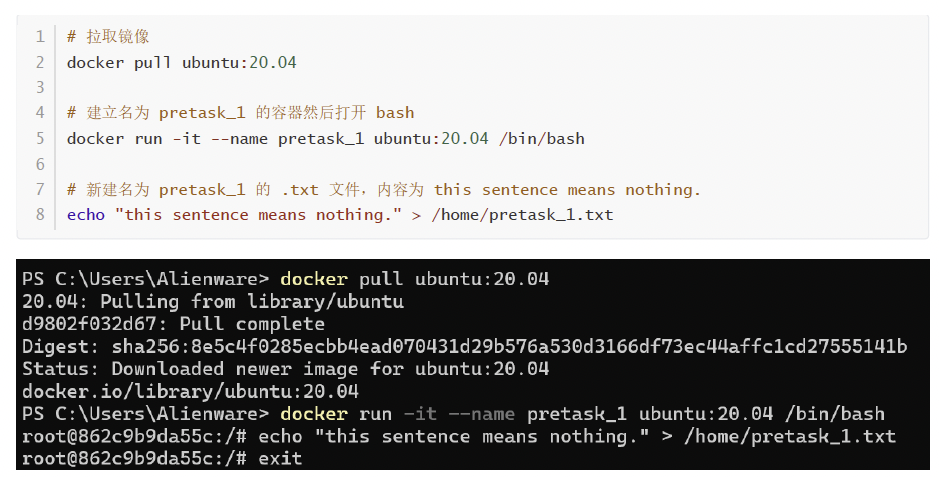 1 # 拉取镜像
2 docker pull ubuntu:20.04
3
4 # 建立名为 pretask_1 的容器然后打开 bash
5 docker run -it --name pretask_1 ubuntu:20.04 /bin/bash
6
7 # 新建名为 pretask_1 的 .txt 文件，内容为 this sentence means nothing.
8 echo "this sentence means nothing." > /home/pretask_1.txt
PS C:\Users\Alienware> docker pull ubuntu:20.04
20.04: Pulling from library/ubuntu
d9802f032d67: Pull complete
Digest: sha256:8e5c4f0285ecbb4ead070431d29b576a530d3166df73ec44affc1cd27555141b
Status: Downloaded newer image for ubuntu:20.04
docker.io/library/ubuntu:20.04
PS C:\Users\Alienware> docker run -it --name pretask_1 ubuntu:20.04 /bin/bash
root@862c9b9da55c:/# echo "this sentence means nothing." > /home/pretask_1.txt
root@862c9b9da55c:/# exit